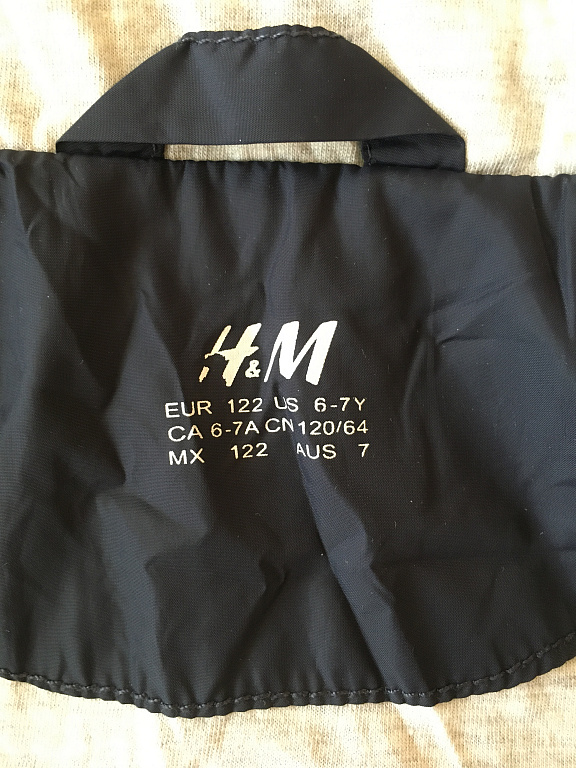 H&M
EUR 122 US 6-7Y
CA 6-7A CN 120/64
MX 122 AUS 7